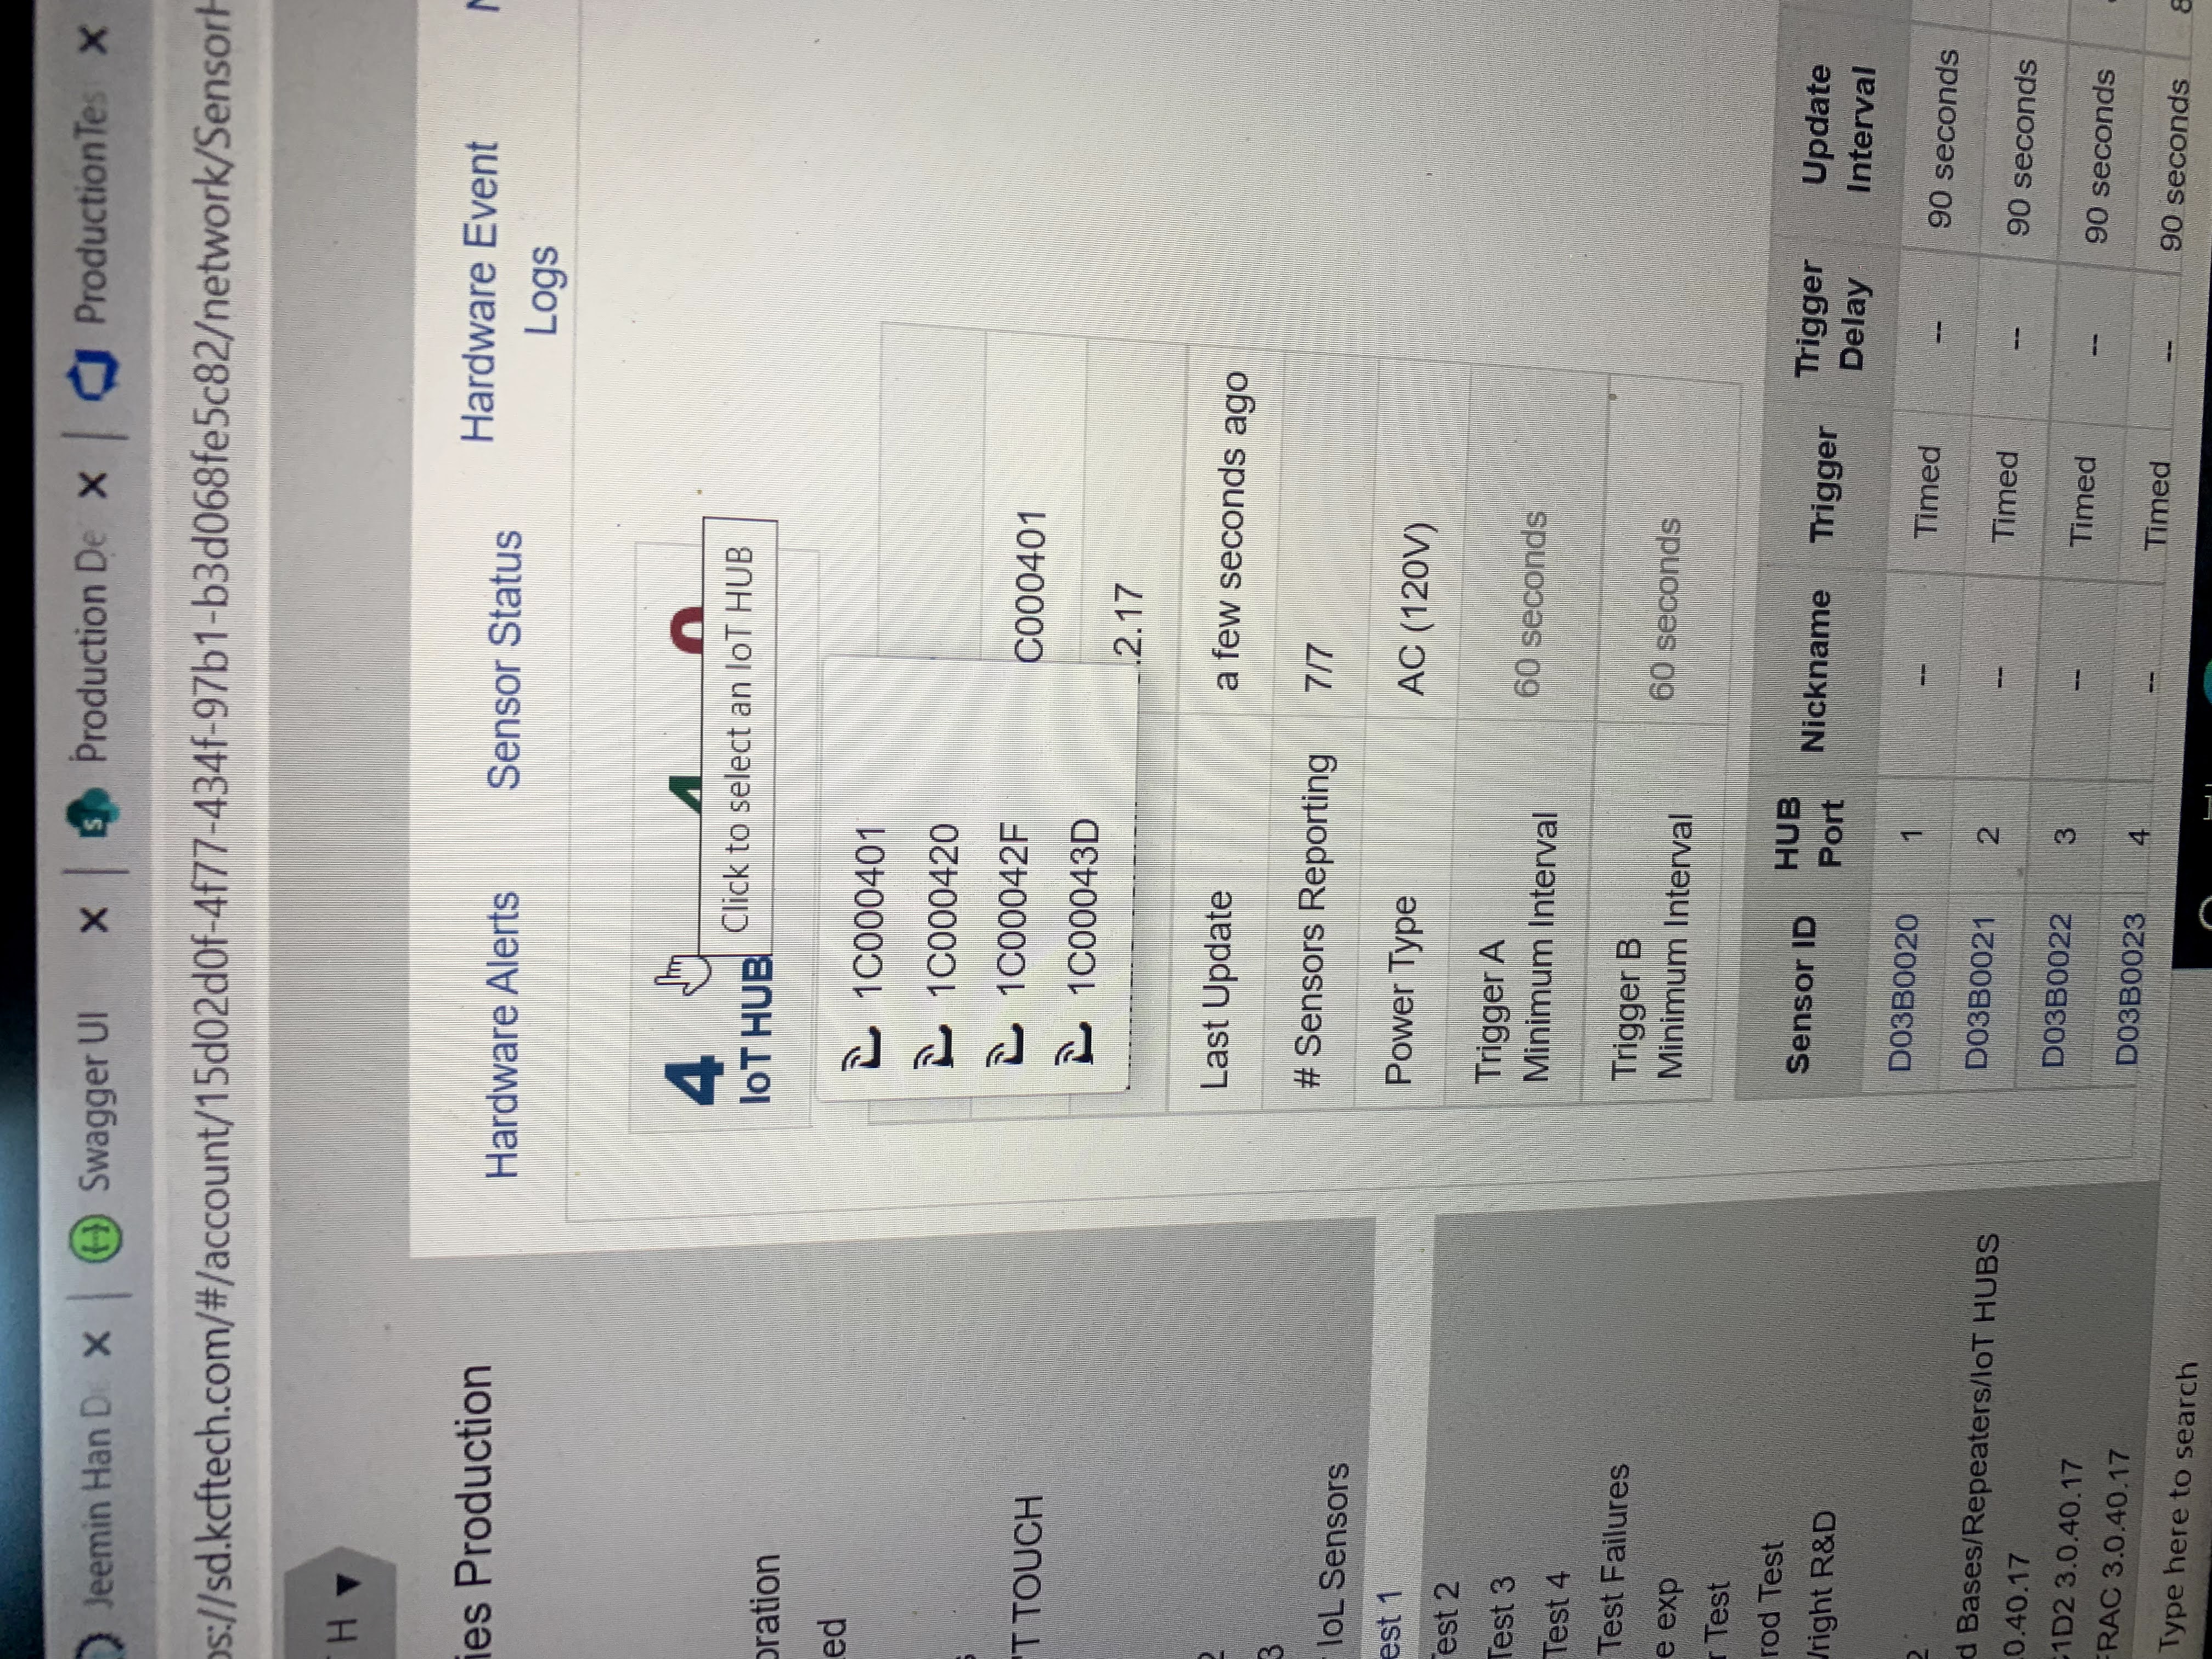 Jeemin Han D
Swagger UI
Production De
ProductionTes
ps://sd.kcftech.com/#/account/15d02d0f-4f77-434f-97b1-b3d068fe5c82/network/SensorH
H ▼
ies Production
Hardware Alerts
Sensor Status
Hardware Event
Logs
4
4
0
IoT HUB
Click to select an IoT HUB
oration
ed
1C000401
1C000420
1C00042F
1C00043D
'T TOUCH
C000401
.2.17
Last Update
a few seconds ago
# Sensors Reporting
7/7
Power Type
AC (120V)
Trigger A
Minimum Interval
60 seconds
Trigger B
Minimum Interval
60 seconds
2
3
IoL Sensors
est 1
est 2
Test 3
Test 4
Test Failures
e exp
r Test
rod Test
/right R&D
2
d Bases/Repeaters/IoT HUBS
0.40.17
1D2 3.0.40.17
FRAC 3.0.40.17
Sensor ID
HUB
Port
Nickname
Trigger
Trigger
Delay
Update
Interval
D03B0020 1 -- Timed -- 90 seconds
D03B0021 2 -- Timed -- 90 seconds
D03B0022 3 -- Timed -- 90 seconds
D03B0023 4 -- Timed -- 90 seconds
Type here to search